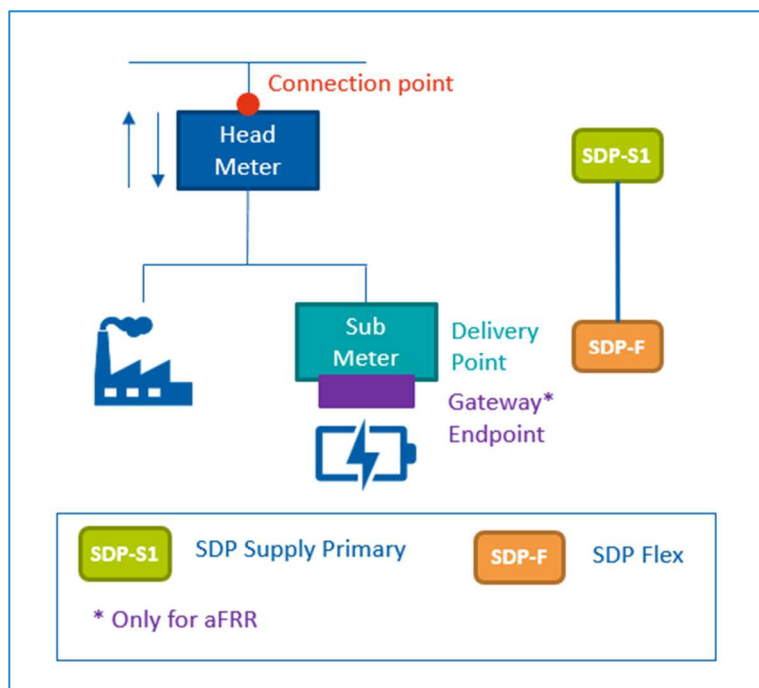 Connection point
Head
Meter
SDP-S1
Sub
Meter
Delivery
Point
SDP-F
Gateway*
Endpoint
SDP-S1
SDP Supply Primary
SDP-F
SDP Flex
* Only for aFRR